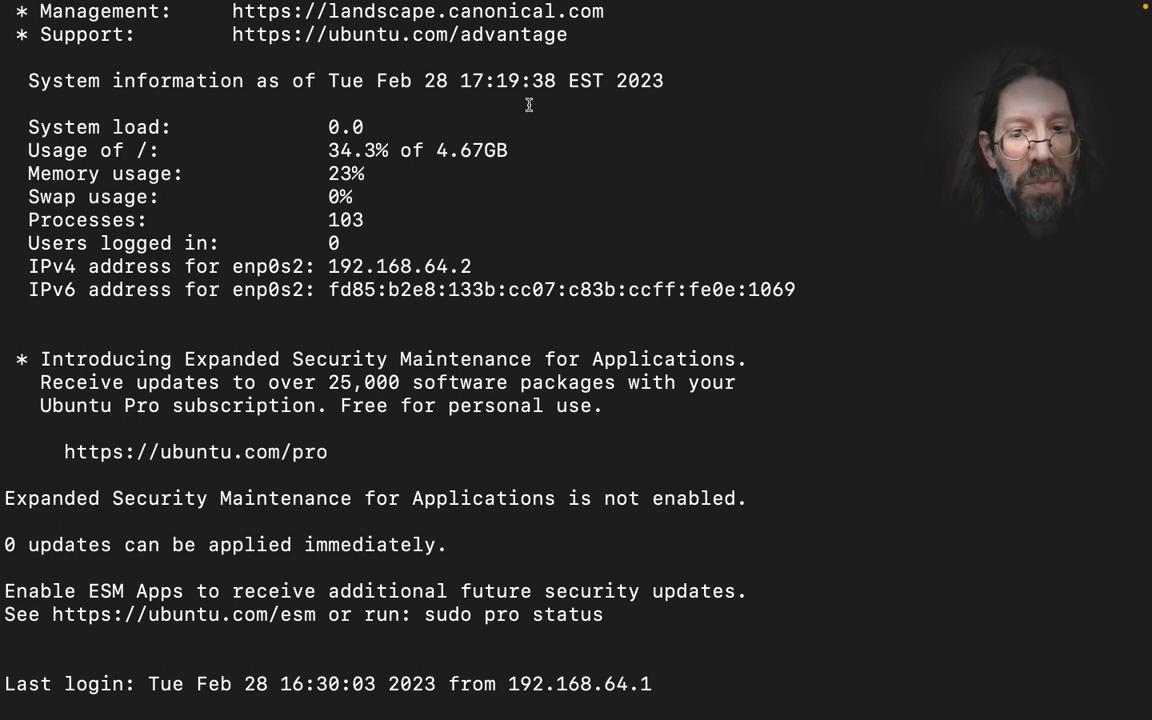 * Management: https://landscape.canonical.com
* Support: https://ubuntu.com/advantage
System information as of Tue Feb 28 17:19:38 EST 2023
System load: 0.0
Usage of /: 34.3% of 4.67GB
Memory usage: 23%
Swap usage: 0%
Processes: 103
Users logged in: 0
IPv4 address for enp0s2: 192.168.64.2
IPv6 address for enp0s2: fd85:b2e8:133b:cc07:c83b:ccff:fe0e:1069
* Introducing Expanded Security Maintenance for Applications.
Receive updates to over 25,000 software packages with your
Ubuntu Pro subscription. Free for personal use.
https://ubuntu.com/pro
Expanded Security Maintenance for Applications is not enabled.
0 updates can be applied immediately.
Enable ESM Apps to receive additional future security updates.
See https://ubuntu.com/esm or run: sudo pro status
Last login: Tue Feb 28 16:30:03 2023 from 192.168.64.1